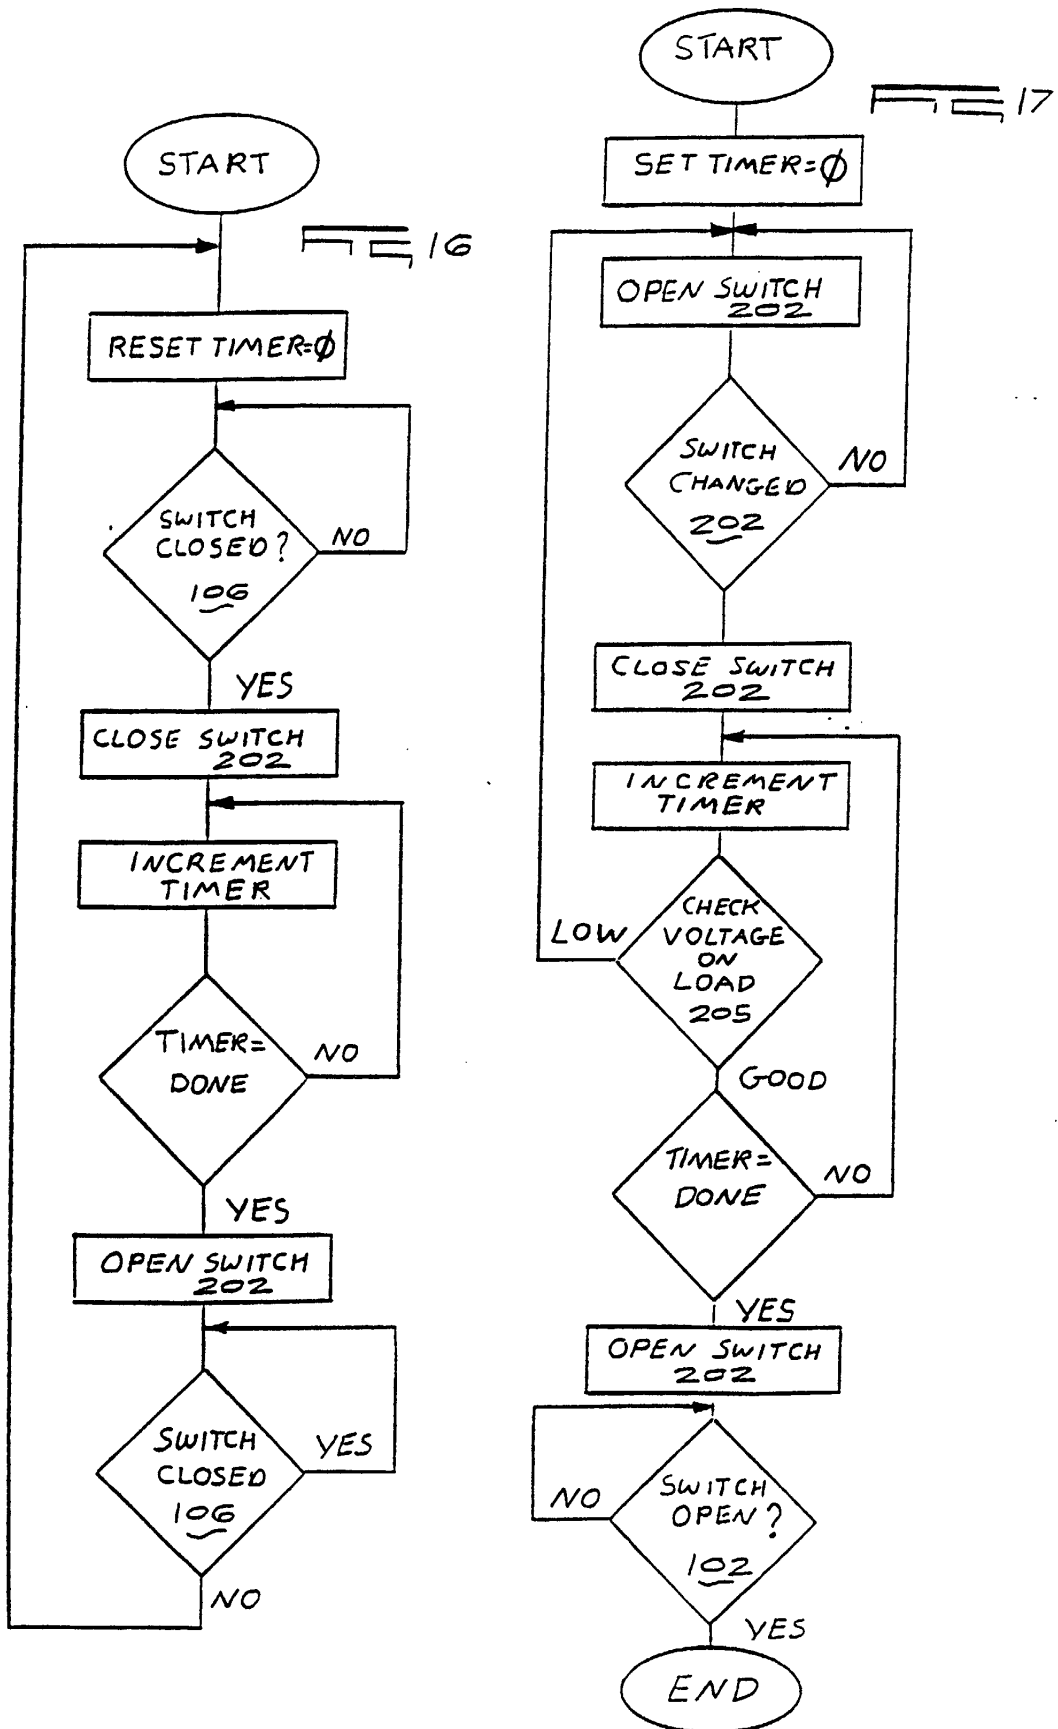 START
FIG 16
RESET TIMER=Ø
SWITCH
CLOSED?
106
NO
YES
CLOSE SWITCH
202
INCREMENT
TIMER
TIMER=
DONE
NO
YES
OPEN SWITCH
202
SWITCH
CLOSED
106
YES
NO
START
FIG 17
SET TIMER=Ø
OPEN SWITCH
202
SWITCH
CHANGED
202
NO
CLOSE SWITCH
202
INCREMENT
TIMER
CHECK
VOLTAGE
ON
LOAD
205
LOW
GOOD
TIMER=
DONE
NO
YES
OPEN SWITCH
202
SWITCH
OPEN?
102
NO
YES
END